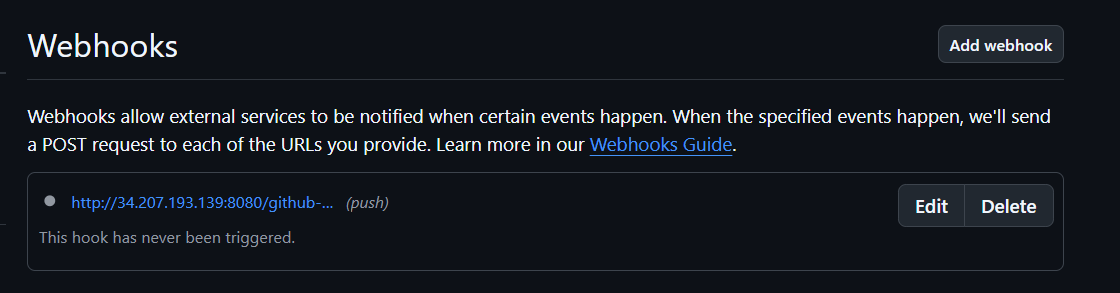 Webhooks
Add webhook
Webhooks allow external services to be notified when certain events happen. When the specified events happen, we'll send
a POST request to each of the URLs you provide. Learn more in our Webhooks Guide.
http://34.207.193.139:8080/github-... (push)
Edit
Delete
This hook has never been triggered.